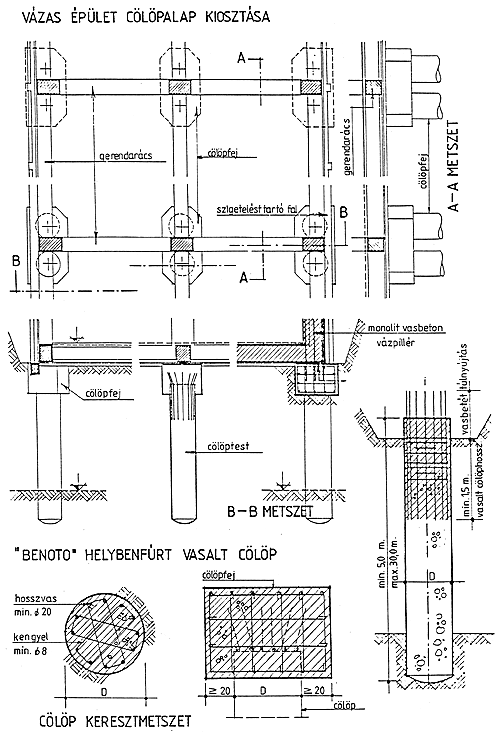 VÁZAS ÉPÜLET CÖLÖPALAP KIOSZTÁSA
A
gerendarács
cölöpfej
szigetelést tartó fal
B
B
A
gerendarács
cölöpfej
A-A METSZET
monolit vasbeton
vázpillér
cölöpfej
cölöptest
B-B METSZET
vasbetét túlnyújtás
min. 1,5 m.
vasalt cölöphossz
min. 5,0 m.
max. 30,0 m.
D
"BENOTO" HELYBENFÚRT VASALT CÖLÖP
hosszvas
min. ⌀ 20
kengyel
min. ⌀ 8
D
CÖLÖP KERESZTMETSZET
cölöpfej
≥ 20
D
≥ 20
cölöp